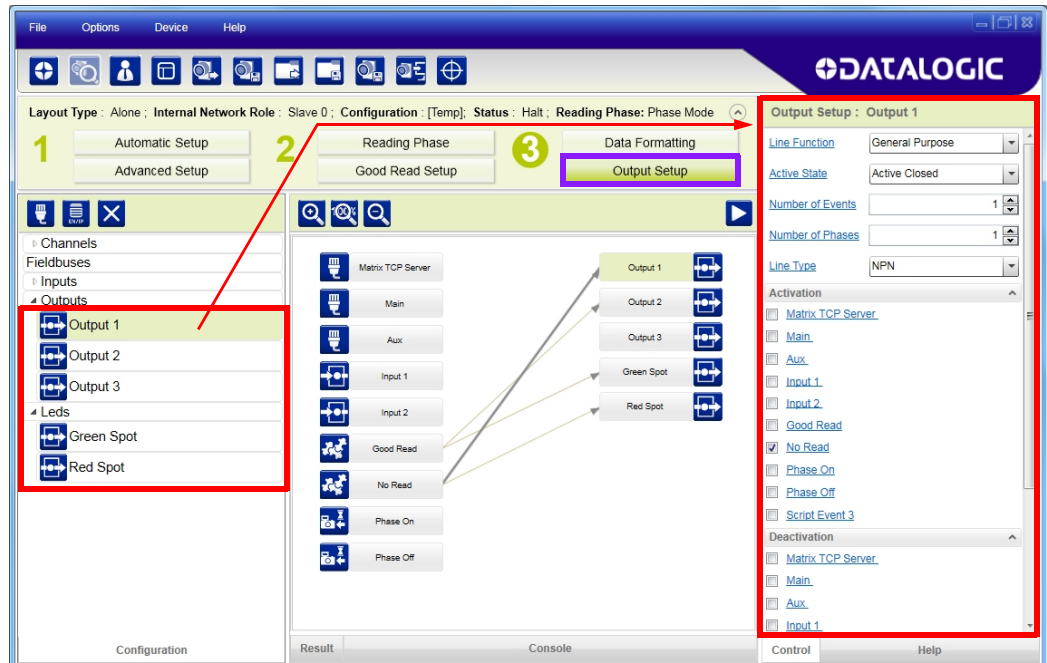 File Options Device Help
DATALOGIC
Layout Type : Alone ; Internal Network Role : Slave 0 ; Configuration : [Temp]; Status : Halt ; Reading Phase: Phase Mode
1 Automatic Setup
Advanced Setup
2 Reading Phase
Good Read Setup
3 Data Formatting
Output Setup
EN/IP
Channels
Fieldbuses
Inputs
Outputs
Output 1
Output 2
Output 3
Leds
Green Spot
Red Spot
Configuration
Matrix TCP Server
Main
Aux
Input 1
Input 2
Good Read
No Read
Phase On
Phase Off
Output 1
Output 2
Output 3
Green Spot
Red Spot
Result Console
Output Setup : Output 1
Line Function General Purpose
Active State Active Closed
Number of Events 1
Number of Phases 1
Line Type NPN
Activation
Matrix TCP Server
Main
Aux
Input 1
Input 2
Good Read
No Read
Phase On
Phase Off
Script Event 3
Deactivation
Matrix TCP Server
Main
Aux
Input 1
Control Help